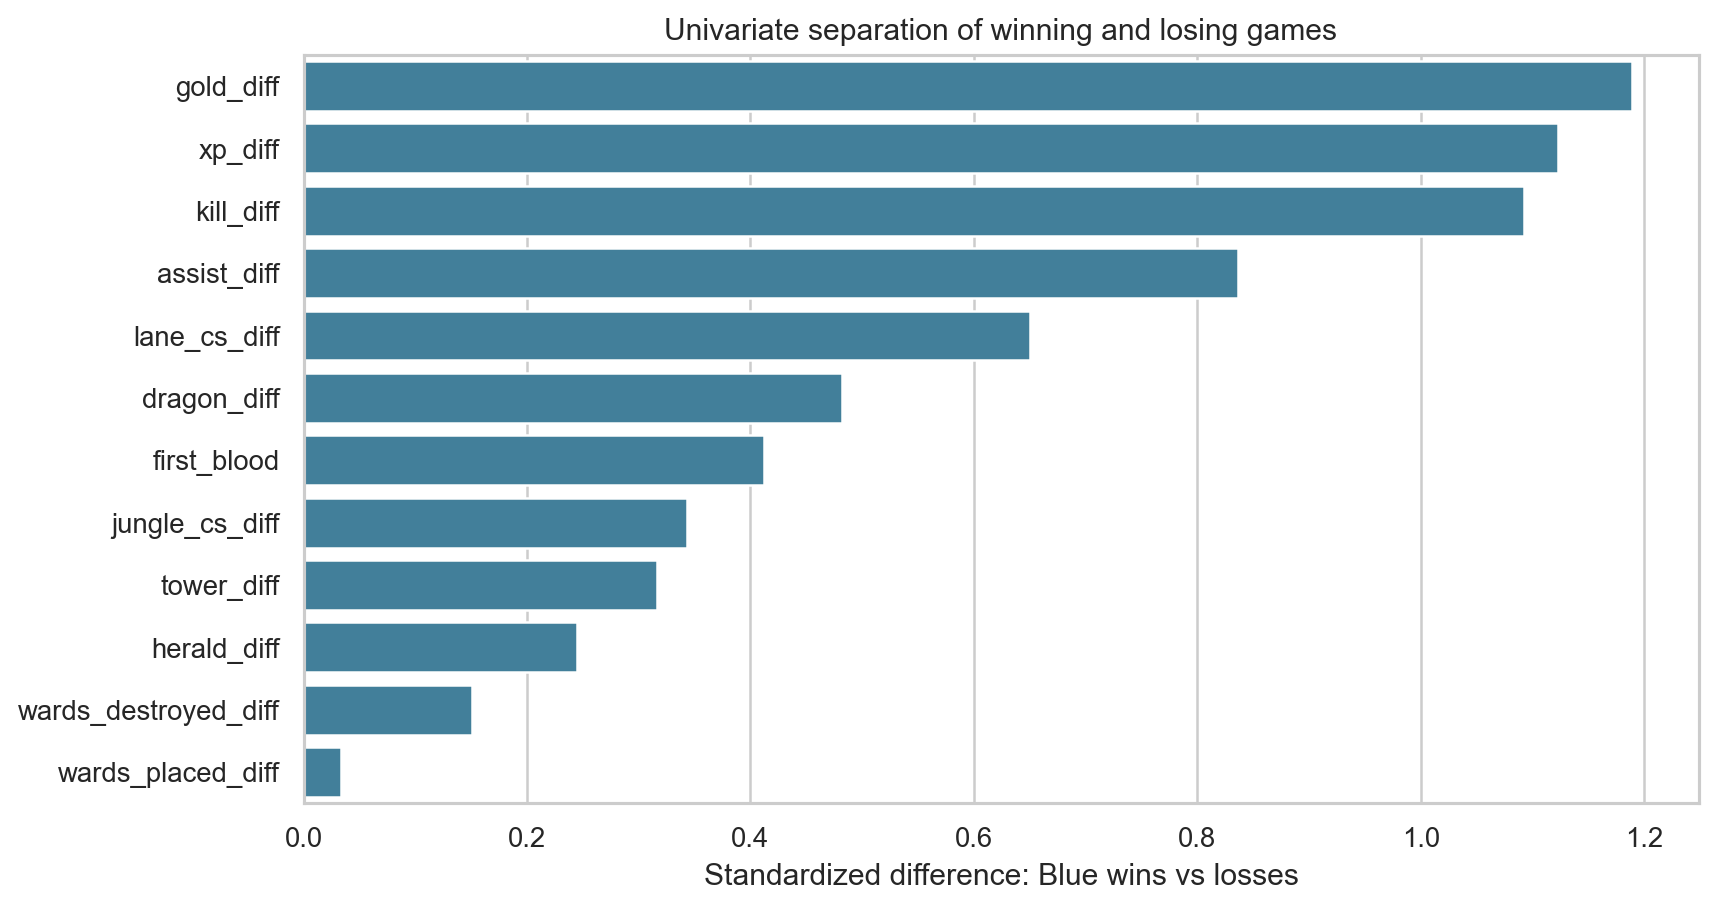 Univariate separation of winning and losing games
gold_diff
xp_diff
kill_diff
assist_diff
lane_cs_diff
dragon_diff
first_blood
jungle_cs_diff
tower_diff
herald_diff
wards_destroyed_diff
wards_placed_diff
0.0 0.2 0.4 0.6 0.8 1.0 1.2
Standardized difference: Blue wins vs losses